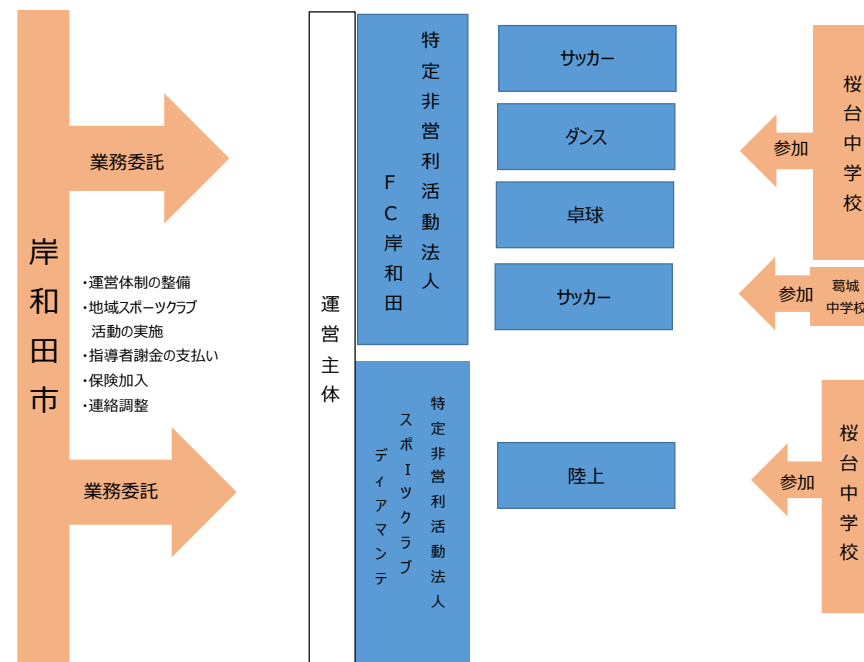 岸和田市
業務委託
・運営体制の整備
・地域スポーツクラブ
活動の実施
・指導者謝金の支払い
・保険加入
・連絡調整
業務委託
運営主体
特定非営利活動法人
FC岸和田
サッカー
ダンス
卓球
サッカー
参加
桜台中学校
参加
葛城
中学校
特定非営利活動法人
スポーツクラブ
ディアマンテ
陸上
参加
桜台中学校